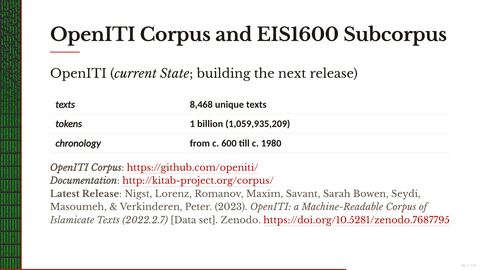 OpenITI Corpus and EIS1600 Subcorpus
OpenITI (current State; building the next release)
texts 8,468 unique texts
tokens 1 billion (1,059,935,209)
chronology from c. 600 till c. 1980
OpenITI Corpus: https://github.com/openiti/
Documentation: http://kitab-project.org/corpus/
Latest Release: Nigst, Lorenz, Romanov, Maxim, Savant, Sarah Bowen, Seydi,
Masoumeh, & Verkinderen, Peter. (2023). OpenITI: a Machine-Readable Corpus of
Islamicate Texts (2022.2.7) [Data set]. Zenodo. https://doi.org/10.5281/zenodo.7687795